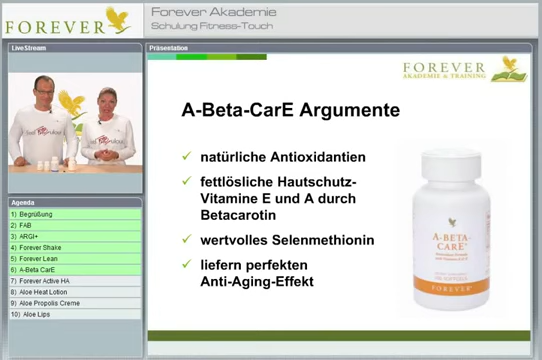 FOREVER
Forever Akademie
Schulung Fitness-Touch
LiveStream
Präsentation
FOREVER
AKADEMIE & TRAINING
A-Beta-CarE Argumente
✓ natürliche Antioxidantien
✓ fettlösliche Hautschutz-
Vitamine E und A durch
Betacarotin
✓ wertvolles Selenmethionin
✓ liefern perfekten
Anti-Aging-Effekt
A-BETA-
CARE
FOREVER
Agenda
1) Begrüßung
2) FAB
3) ARGI+
4) Forever Shake
5) Forever Lean
6) A-Beta CarE
7) Forever Active HA
8) Aloe Heat Lotion
9) Aloe Propolis Creme
10) Aloe Lips